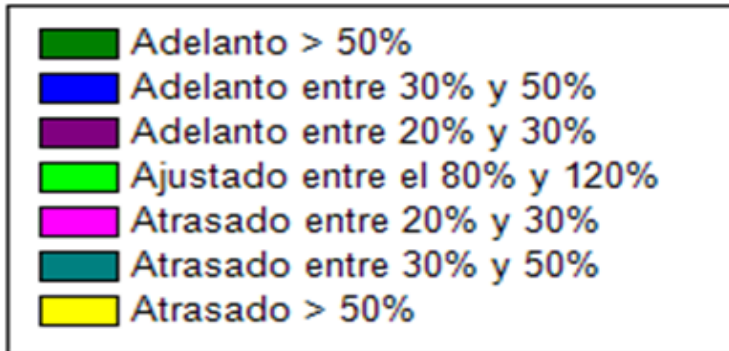 Adelanto > 50%
Adelanto entre 30% y 50%
Adelanto entre 20% y 30%
Ajustado entre el 80% y 120%
Atrasado entre 20% y 30%
Atrasado entre 30% y 50%
Atrasado > 50%